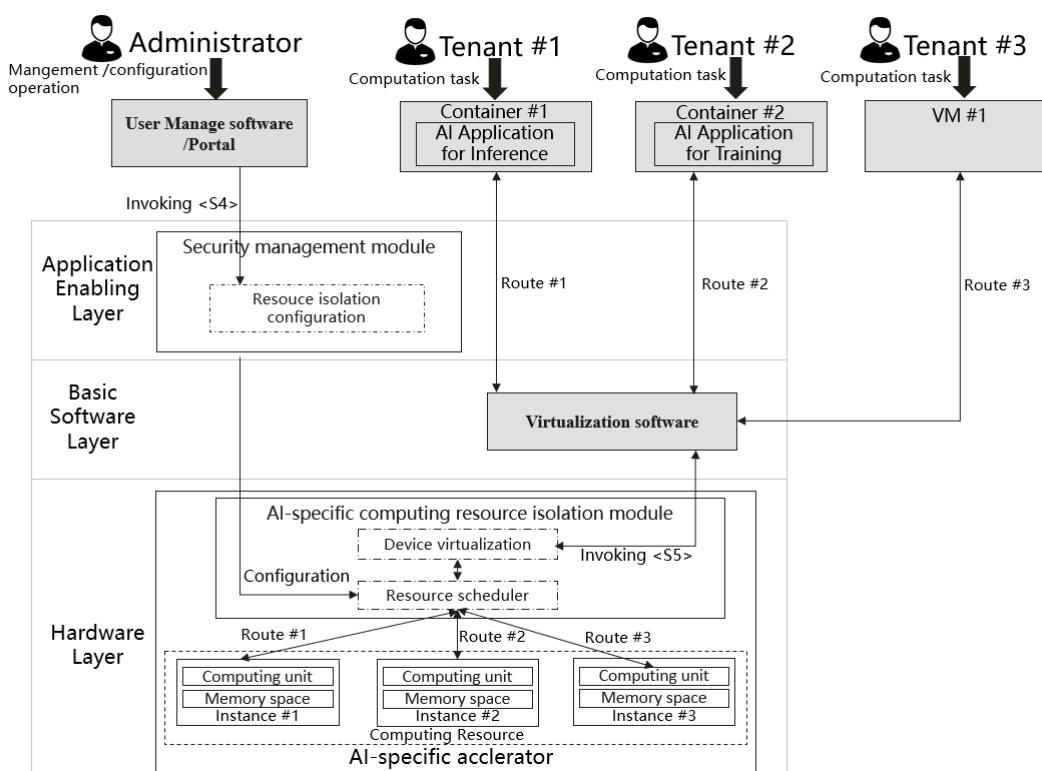 Administrator
Tenant #1
Tenant #2
Tenant #3
Mangement /configuration
operation
Computation task
Computation task
Computation task
User Manage software
/Portal
Container #1
AI Application
for Inference
Container #2
AI Application
for Training
VM #1
Invoking <S4>
Application
Enabling
Layer
Security management module
Resouce isolation
configuration
Route #1
Route #2
Route #3
Basic
Software
Layer
Virtualization software
Hardware
Layer
AI-specific computing resource isolation module
Device virtualization
Invoking <S5>
Configuration
Resource scheduler
Route #1
Route #2
Route #3
Computing unit
Memory space
Instance #1
Computing unit
Memory space
Instance #2
Computing unit
Memory space
Instance #3
Computing Resource
AI-specific acclerator